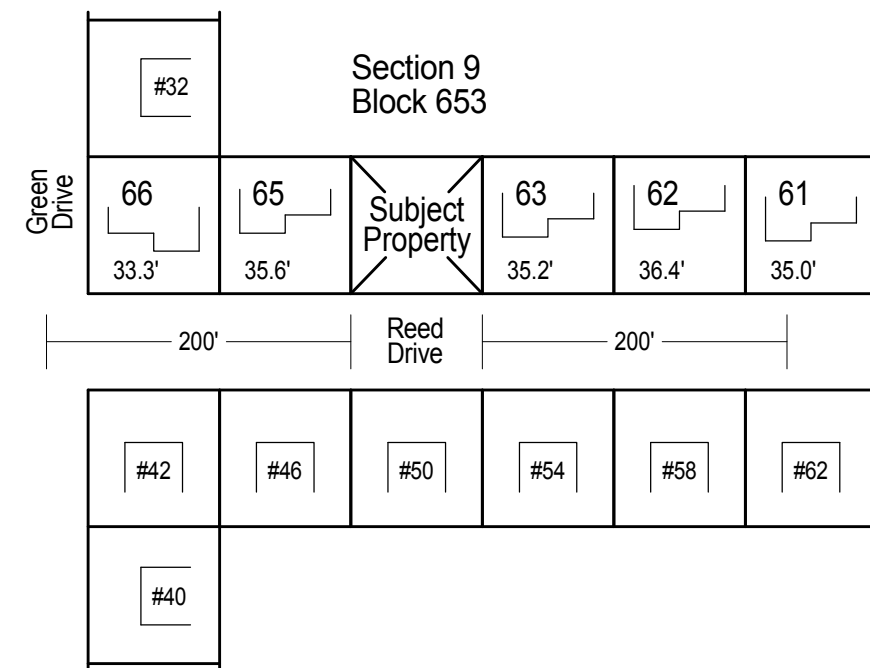 Section 9
Block 653
#32
Green
Drive
66
65
Subject
Property
63
62
61
33.3'
35.6'
35.2'
36.4'
35.0'
200'
Reed
Drive
200'
#42
#46
#50
#54
#58
#62
#40